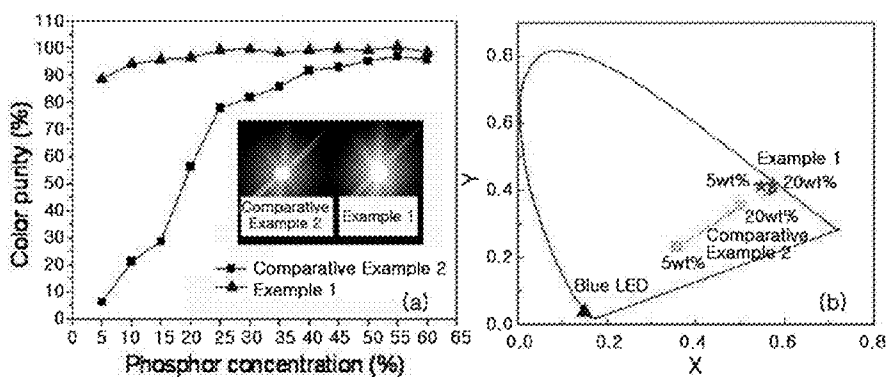 110
100
90
80
70
60
50
40
30
20
10
0
Color purity (%)
Comparative
Example 2
Example 1
Comparative Example 2
Example 1
(a)
0 5 10 15 20 25 30 35 40 45 50 55 60 65
Phosphor concentration (%)
0.8
0.6
0.4
0.2
0.0
Y
Example 1
5wt% 20wt%
20wt%
Comparative
Example 2
5wt%
Blue LED
(b)
0.0 0.2 0.4 0.6 0.8
X